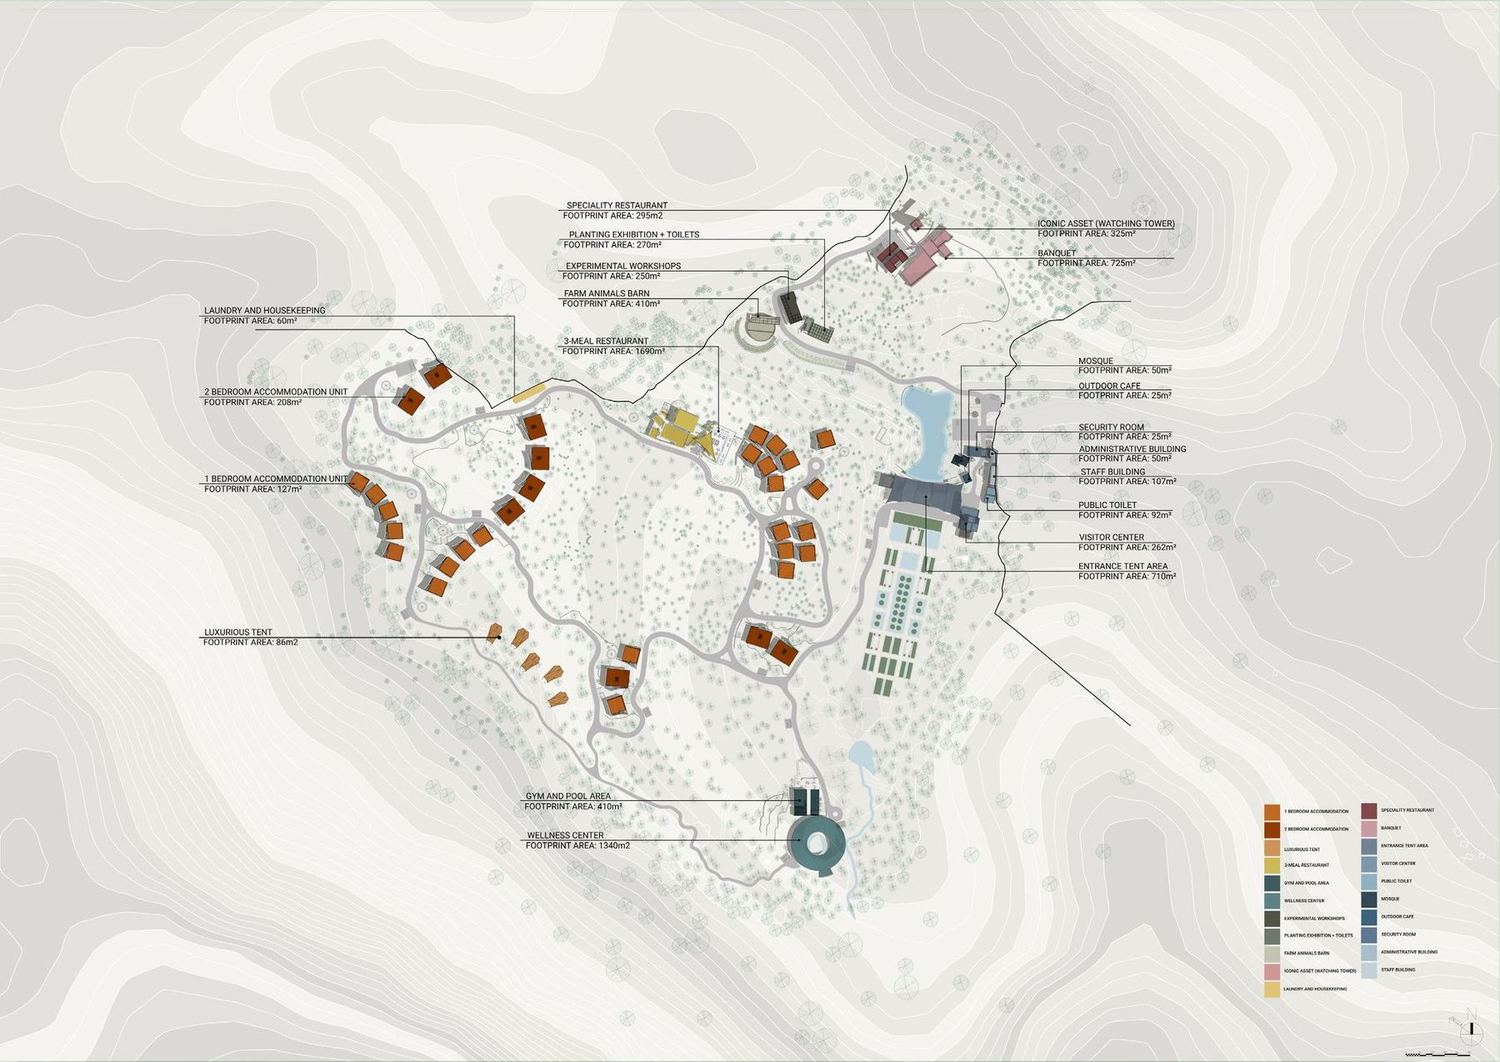 SPECIALITY RESTAURANT
FOOTPRINT AREA: 295m2
PLANTING EXHIBITION + TOILETS
FOOTPRINT AREA: 270m²
EXPERIMENTAL WORKSHOPS
FOOTPRINT AREA: 250m²
FARM ANIMALS BARN
FOOTPRINT AREA: 410m²
3-MEAL RESTAURANT
FOOTPRINT AREA: 1690m²
LAUNDRY AND HOUSEKEEPING
FOOTPRINT AREA: 60m²
2 BEDROOM ACCOMMODATION UNIT
FOOTPRINT AREA: 208m²
1 BEDROOM ACCOMMODATION UNIT
FOOTPRINT AREA: 127m²
LUXURIOUS TENT
FOOTPRINT AREA: 86m2
GYM AND POOL AREA
FOOTPRINT AREA: 410m²
WELLNESS CENTER
FOOTPRINT AREA: 1340m2
ICONIC ASSET (WATCHING TOWER)
FOOTPRINT AREA: 325m²
BANQUET
FOOTPRINT AREA: 725m²
MOSQUE
FOOTPRINT AREA: 50m²
OUTDOOR CAFE
FOOTPRINT AREA: 25m²
SECURITY ROOM
FOOTPRINT AREA: 25m²
ADMINISTRATIVE BUILDING
FOOTPRINT AREA: 50m²
STAFF BUILDING
FOOTPRINT AREA: 107m²
PUBLIC TOILET
FOOTPRINT AREA: 92m²
VISITOR CENTER
FOOTPRINT AREA: 262m²
ENTRANCE TENT AREA
FOOTPRINT AREA: 710m²
1 BEDROOM ACCOMMODATION
2 BEDROOM ACCOMMODATION
LUXURIOUS TENT
3-MEAL RESTAURANT
GYM AND POOL AREA
WELLNESS CENTER
EXPERIMENTAL WORKSHOPS
PLANTING EXHIBITION + TOILETS
FARM ANIMALS BARN
ICONIC ASSET (WATCHING TOWER)
LAUNDRY AND HOUSEKEEPING
SPECIALITY RESTAURANT
BANQUET
ENTRANCE TENT AREA
VISITOR CENTER
PUBLIC TOILET
MOSQUE
OUTDOOR CAFE
SECURITY ROOM
ADMINISTRATIVE BUILDING
STAFF BUILDING
N